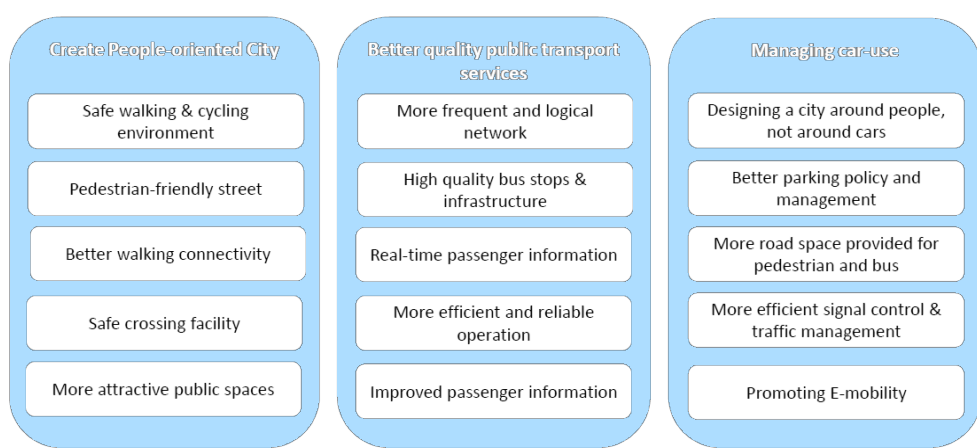 Create People-oriented City
Safe walking & cycling
environment
Pedestrian-friendly street
Better walking connectivity
Safe crossing facility
More attractive public spaces
Better quality public transport
services
More frequent and logical
network
High quality bus stops &
infrastructure
Real-time passenger information
More efficient and reliable
operation
Improved passenger information
Managing car-use
Designing a city around people,
not around cars
Better parking policy and
management
More road space provided for
pedestrian and bus
More efficient signal control &
traffic management
Promoting E-mobility